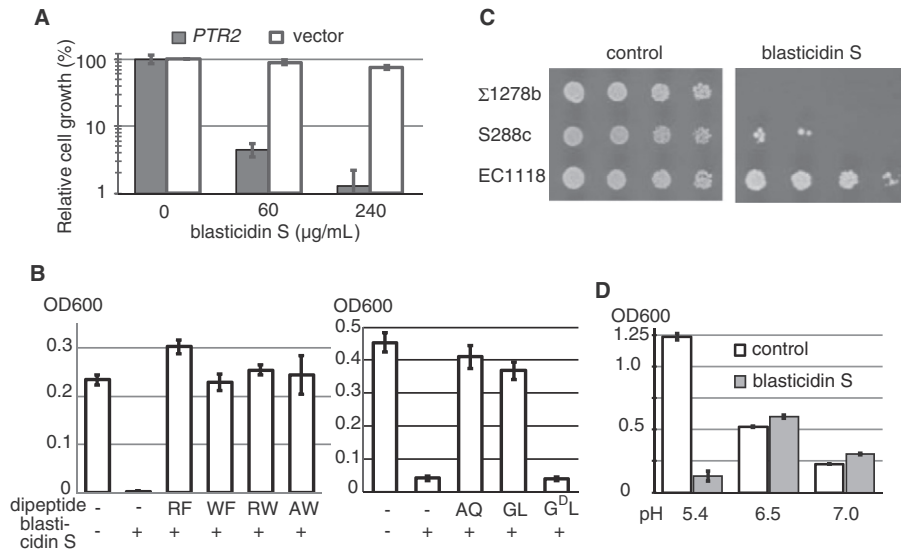 A
PTR2 vector
Relative cell growth (%)
100
10
1
0 60 240
blasticidin S (µg/mL)
B
OD600
0.3
0.2
0.1
0
dipeptide - - RF WF RW AW
blasti-
cidin S - + + + + +
OD600
0.5
0.4
0.3
0.2
0.1
0
- - AQ GL GᴰL
- + + + +
C
control blasticidin S
Σ1278b
S288c
EC1118
D
OD600
1.25
1.0
0.5
0
control
blasticidin S
pH 5.4 6.5 7.0